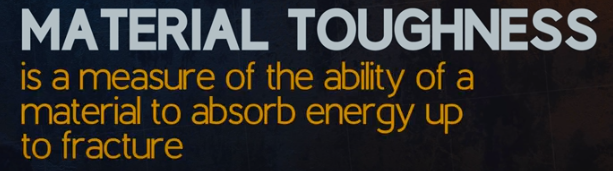 MATERIAL TOUGHNESS
is a measure of the ability of a
material to absorb energy up
to fracture